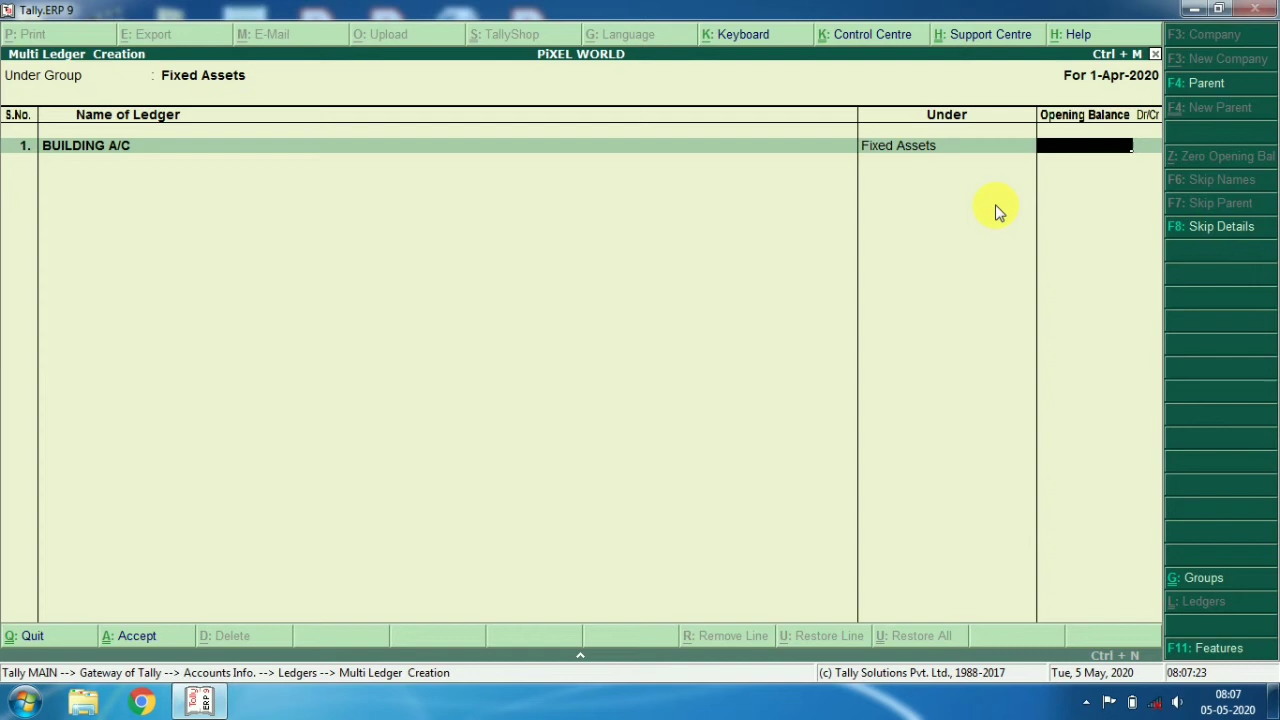 Tally.ERP 9
P: Print
E: Export
M: E-Mail
O: Upload
S: TallyShop
G: Language
K: Keyboard
K: Control Centre
H: Support Centre
H: Help
F3: Company
Multi Ledger Creation
PiXEL WORLD
Ctrl + M
F3: New Company
Under Group : Fixed Assets
For 1-Apr-2020
F4: Parent
F4: New Parent
S.No. Name of Ledger Under Opening Balance Dr/Cr
1. BUILDING A/C Fixed Assets
Z: Zero Opening Bal
F6: Skip Names
F7: Skip Parent
F8: Skip Details
G: Groups
L: Ledgers
Q: Quit
A: Accept
D: Delete
R: Remove Line
U: Restore Line
U: Restore All
F11: Features
Ctrl + N
Tally MAIN --> Gateway of Tally --> Accounts Info. --> Ledgers --> Multi Ledger Creation
(c) Tally Solutions Pvt. Ltd., 1988-2017
Tue, 5 May, 2020
08:07:23
Tally
ERP 9
08:07
05-05-2020